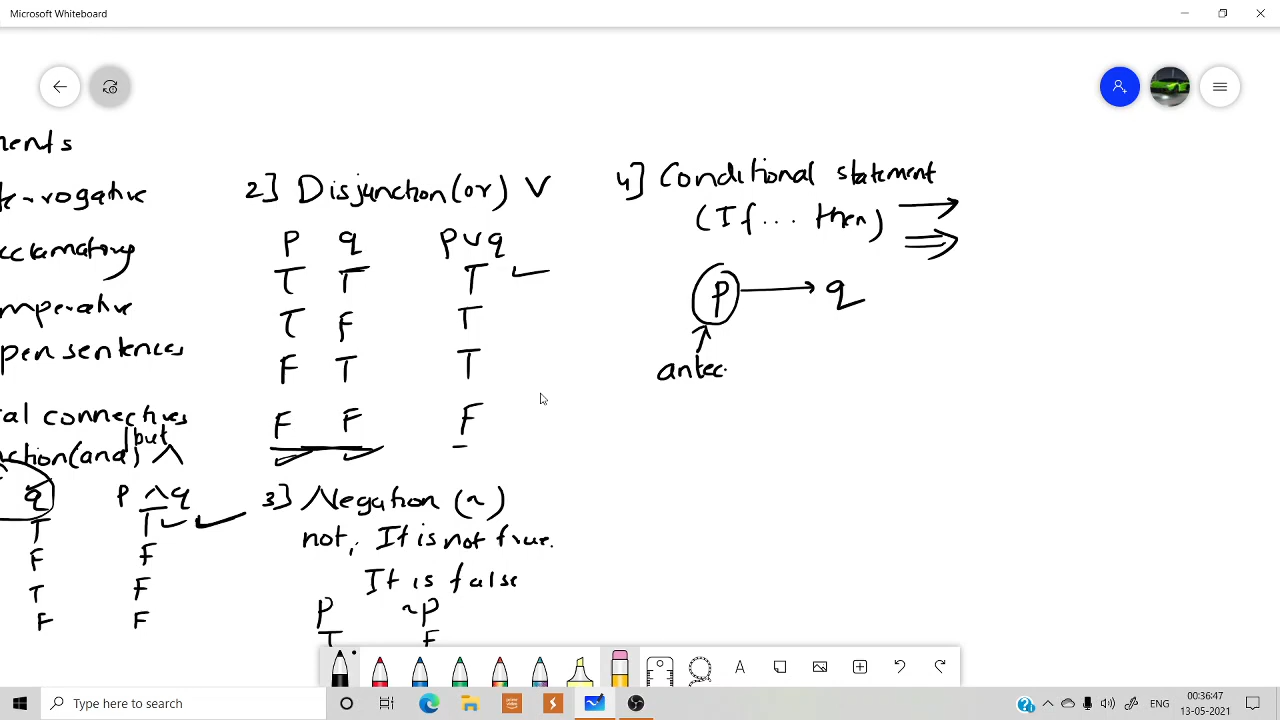 Microsoft Whiteboard
ments
rogative
cclamatory
mperative
pen sentences
al connectives
nction(and) ∧
but
q p ∧ q
T T
F F
T F
F F
2] Disjunction (or) ∨
p q p ∨ q
T T T
T F T
F T T
F F F
3] Negation (~)
not, It is not true.
It is false
p ~p
T F
4] Conditional statement
(If... then) → ⇒
p → q
antec
A
Type here to search
ENG
00:36:47
13-05-2021